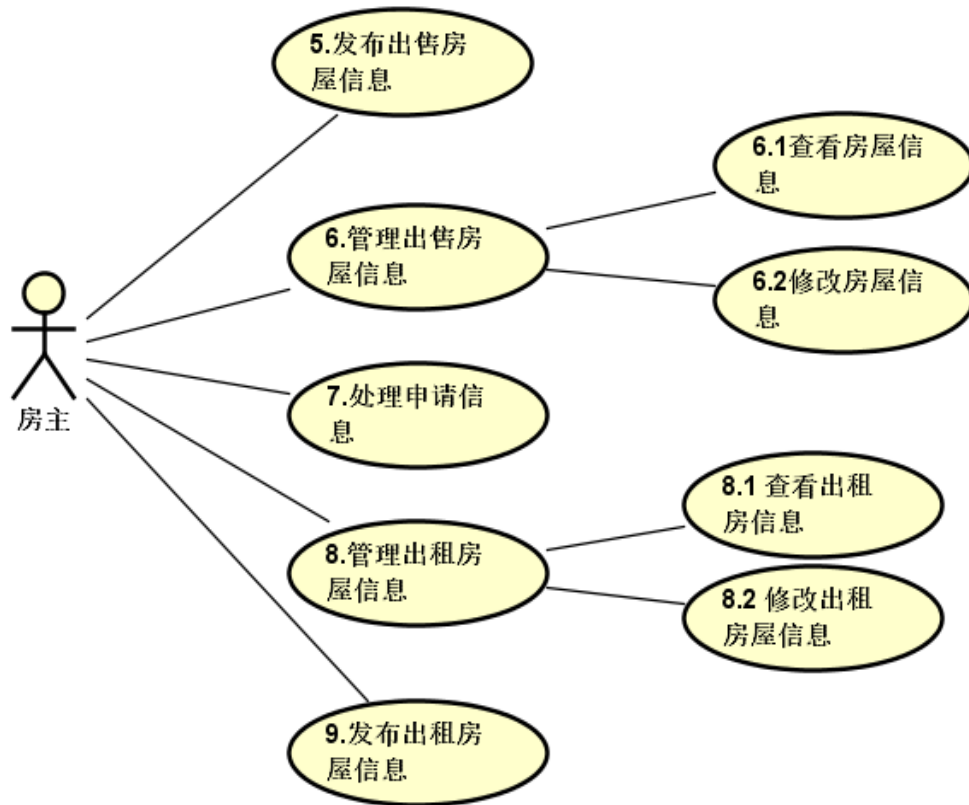 5.发布出售房
屋信息
6.1查看房屋信
息
6.管理出售房
屋信息
6.2修改房屋信
息
房主
7.处理申请信
息
8.1 查看出租
房信息
8.管理出租房
屋信息
8.2 修改出租
房屋信息
9.发布出租房
屋信息